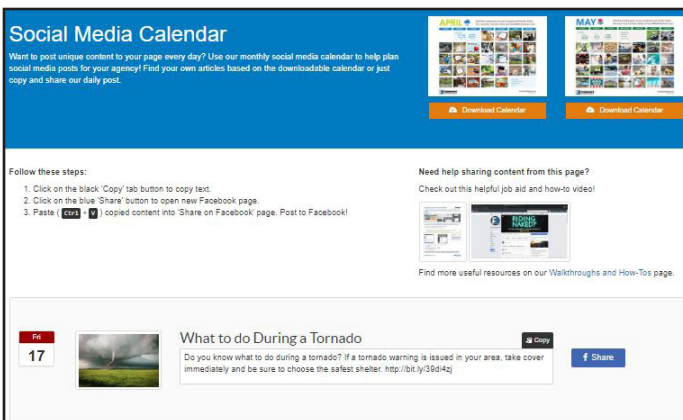 Social Media Calendar
Want to post unique content to your page every day? Use our monthly social media calendar to help plan
social media posts for your agency! Find your own articles based on the downloadable calendar or just
copy and share our daily post.
APRIL
MAY
Download Calendar
Download Calendar
Follow these steps:
1. Click on the black 'Copy' tab button to copy text.
2. Click on the blue 'Share' button to open new Facebook page.
3. Paste ( Ctrl + V ) copied content into 'Share on Facebook' page. Post to Facebook!
Need help sharing content from this page?
Check out this helpful job aid and how-to video!
RIDING
NAKED?
Find more useful resources on our Walkthroughs and How-Tos page.
Fri
17
What to do During a Tornado
Copy
Do you know what to do during a tornado? If a tornado warning is issued in your area, take cover
immediately and be sure to choose the safest shelter. http://bit.ly/39di4zj
f Share